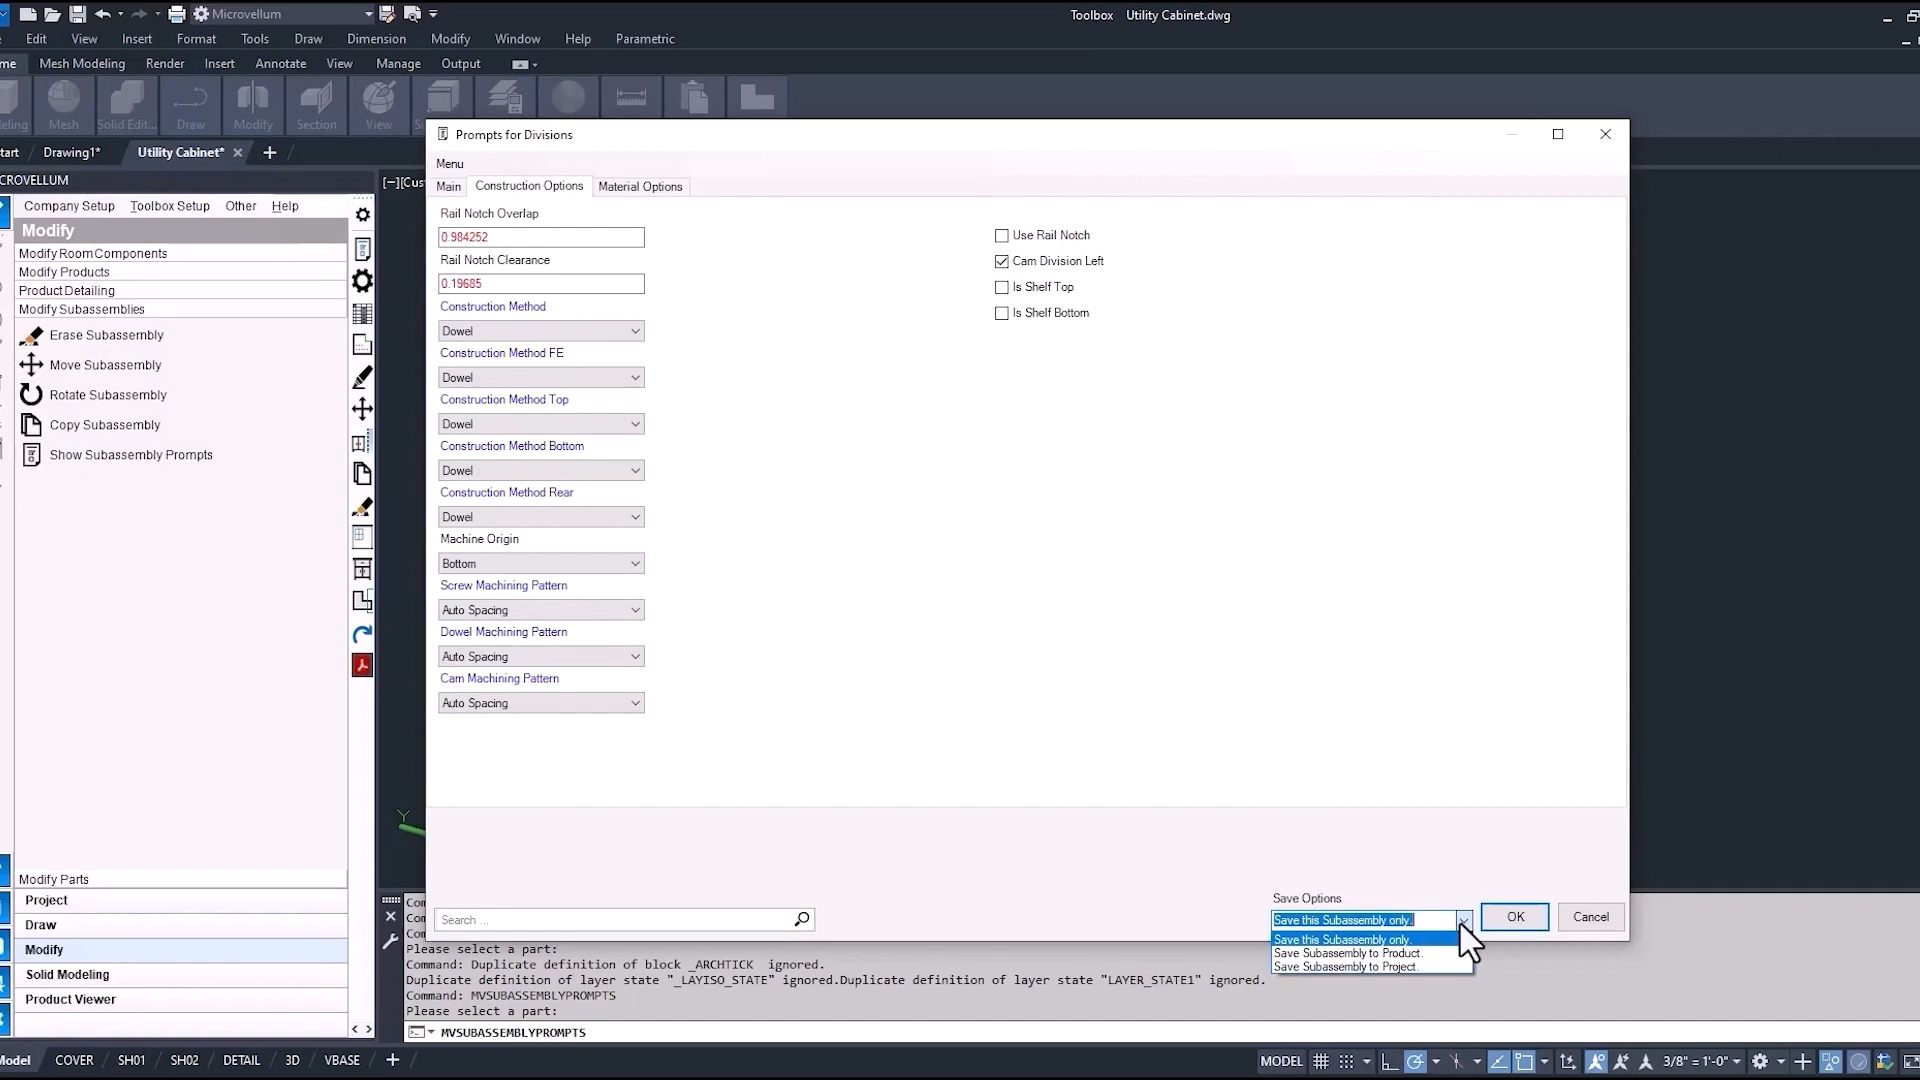 Microvellum
Toolbox Utility Cabinet.dwg
Edit View Insert Format Tools Draw Dimension Modify Window Help Parametric
me Mesh Modeling Render Insert Annotate View Manage Output
eling Mesh Solid Edit... Draw Modify Section View
tart Drawing1* Utility Cabinet*
CROVELLUM
[−][Cus
Company Setup Toolbox Setup Other Help
Modify
Modify RoomComponents
Modify Products
Product Detailing
Modify Subassemblies
Erase Subassembly
Move Subassembly
Rotate Subassembly
Copy Subassembly
Show Subassembly Prompts
Modify Parts
Project
Draw
Modify
Solid Modeling
Product Viewer
Prompts for Divisions
Menu
Main Construction Options Material Options
Rail Notch Overlap
0.984252
Rail Notch Clearance
0.19685
Construction Method
Dowel
Construction Method FE
Dowel
Construction Method Top
Dowel
Construction Method Bottom
Dowel
Construction Method Rear
Dowel
Machine Origin
Bottom
Screw Machining Pattern
Auto Spacing
Dowel Machining Pattern
Auto Spacing
Cam Machining Pattern
Auto Spacing
Use Rail Notch
Cam Division Left
Is Shelf Top
Is Shelf Bottom
Y
Search ...
Save Options
Save this Subassembly only.
Save this Subassembly only.
Save Subassembly to Product.
Save Subassembly to Project.
OK Cancel
Com
Com
Com
Please select a part:
Command: Duplicate definition of block _ARCHTICK ignored.
Duplicate definition of layer state "_LAYISO_STATE" ignored.Duplicate definition of layer state "LAYER_STATE1" ignored.
Command: MVSUBASSEMBLYPROMPTS
Please select a part:
MVSUBASSEMBLYPROMPTS
Model COVER SH01 SH02 DETAIL 3D VBASE
MODEL 3/8" = 1'-0"